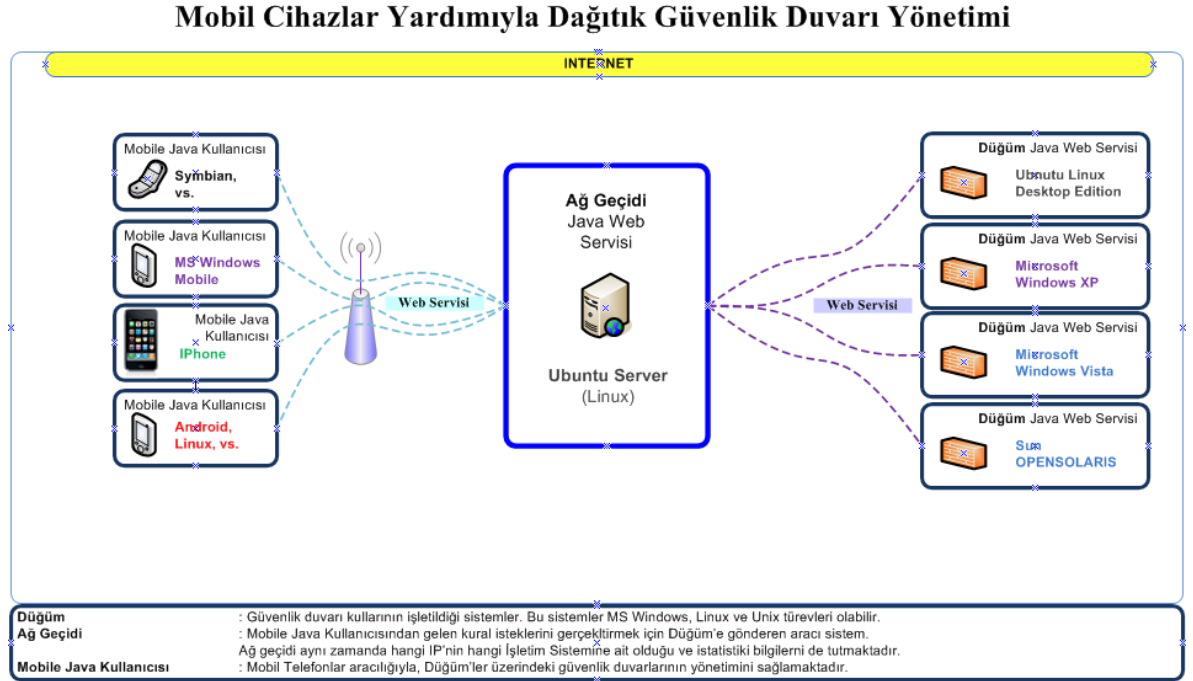 Mobil Cihazlar Yardımıyla Dağıtık Güvenlik Duvarı Yönetimi
INTERNET
Mobile Java Kullanıcısı
Symbian,
vs.
Mobile Java Kullanıcısı
MS Windows
Mobile
Mobile Java
Kullanıcısı
IPhone
Mobile Java Kullanıcısı
Android,
Linux, vs.
Web Servisi
Ağ Geçidi
Java Web
Servisi
Ubuntu Server
(Linux)
Web Servisi
Düğüm Java Web Servisi
Ubnutu Linux
Desktop Edition
Düğüm Java Web Servisi
Microsoft
Windows XP
Düğüm Java Web Servisi
Microsoft
Windows Vista
Düğüm Java Web Servisi
Sun
OPENSOLARIS
Düğüm : Güvenlik duvarı kullarının işletildiği sistemler. Bu sistemler MS Windows, Linux ve Unix türevleri olabilir.
Ağ Geçidi : Mobile Java Kullanıcısından gelen kural isteklerini gerçekltirmek için Düğüm'e gönderen aracı sistem.
Ağ geçidi aynı zamanda hangi IP'nin hangi İşletim Sistemine ait olduğu ve istatistiki bilgilerni de tutmaktadır.
Mobile Java Kullanıcısı : Mobil Telefonlar aracılığıyla, Düğüm'ler üzerindeki güvenlik duvarlarının yönetimini sağlamaktadır.